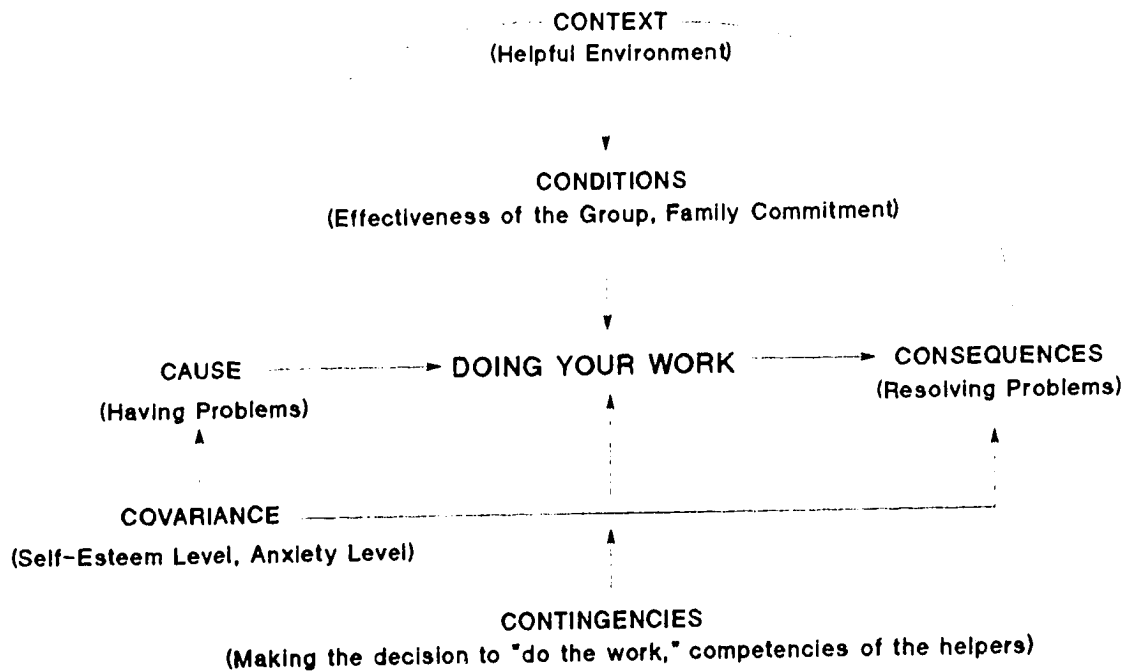 CONTEXT
(Helpful Environment)
CONDITIONS
(Effectiveness of the Group, Family Commitment)
CAUSE
(Having Problems)
DOING YOUR WORK
CONSEQUENCES
(Resolving Problems)
COVARIANCE
(Self-Esteem Level, Anxiety Level)
CONTINGENCIES
(Making the decision to "do the work," competencies of the helpers)